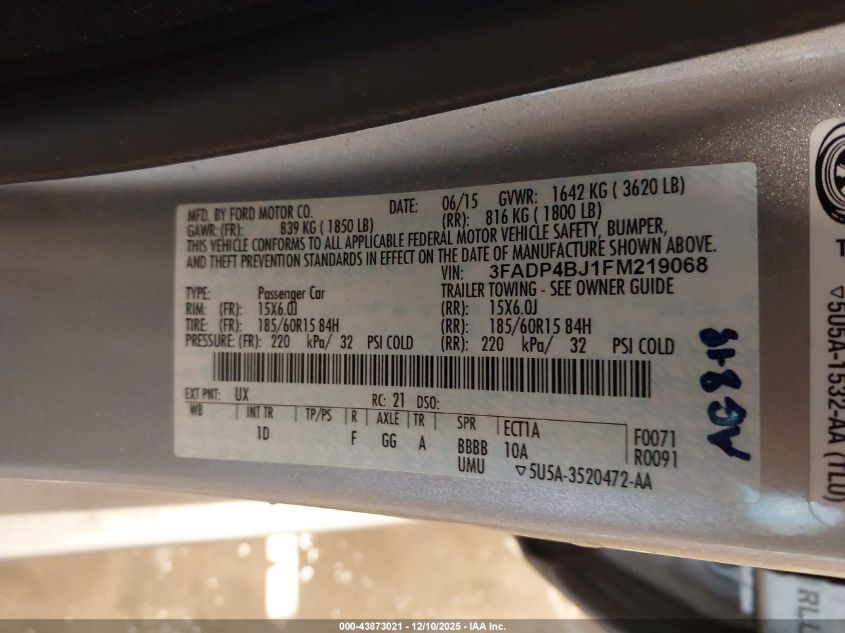 MFD. BY FORD MOTOR CO. DATE: 06/15 GVWR: 1642 KG ( 3620 LB)
GAWR: (FR): 839 KG ( 1850 LB) (RR): 816 KG ( 1800 LB)
THIS VEHICLE CONFORMS TO ALL APPLICABLE FEDERAL MOTOR VEHICLE SAFETY, BUMPER,
AND THEFT PREVENTION STANDARDS IN EFFECT ON THE DATE OF MANUFACTURE SHOWN ABOVE.
VIN: 3FADP4BJ1FM219068
TYPE: Passenger Car TRAILER TOWING - SEE OWNER GUIDE
RIM: (FR): 15X6.0J (RR): 15X6.0J
TIRE: (FR): 185/60R15 84H (RR): 185/60R15 84H
PRESSURE: (FR): 220 kPa/ 32 PSI COLD (RR): 220 kPa/ 32 PSI COLD
EXT PNT: UX RC: 21 DSO:
WB INT TR TP/PS R AXLE TR SPR ECT1A F0071
1D F GG A BBBB 10A R0091
UMU ▽5U5A-3520472-AA
▽5U5A-1532-AA (TLU)
000-43873021 - 12/10/2025 - IAA Inc.